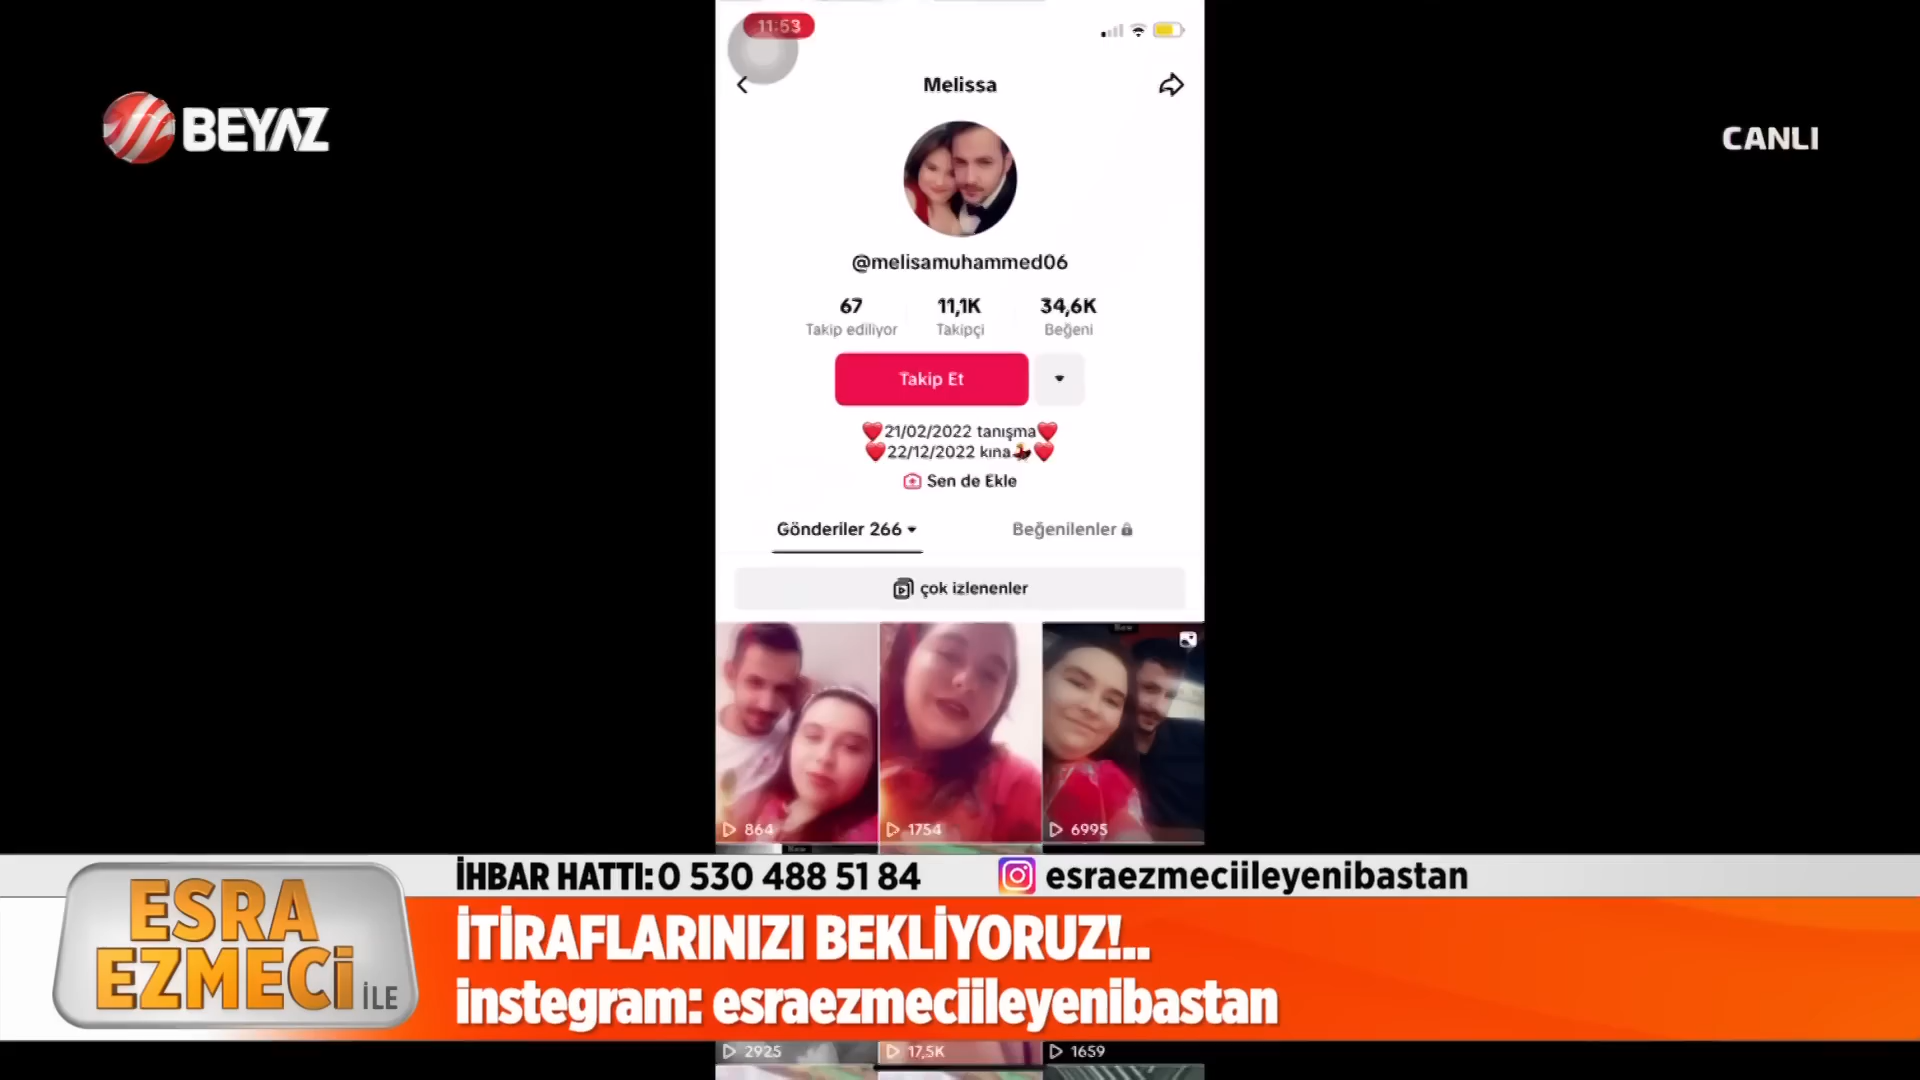 11:53
Melissa
BEYAZ
CANLI
@melisamuhammed06
67 11,1K 34,6K
Takip ediliyor Takipçi Beğeni
Takip Et
❤️21/02/2022 tanışma❤️
❤️22/12/2022 kına💃❤️
Sen de Ekle
Gönderiler 266 Beğenilenler
çok izlenenler
864 1754 6995
İHBAR HATTI: 0 530 488 51 84 esraezmeciileyenibastan
ESRA
EZMECİ İLE
İTİRAFLARINIZI BEKLİYORUZ!..
instegram: esraezmeciileyenibastan
2925 17,5K 1659